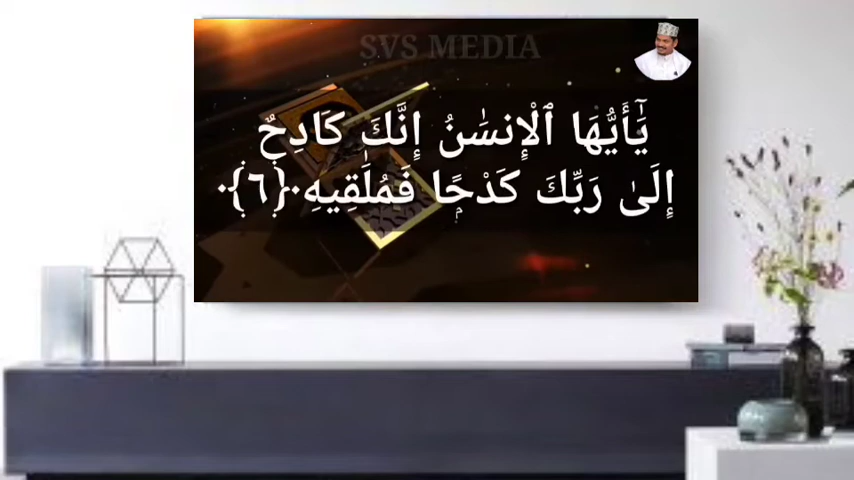 SVS MEDIA
يَٰٓأَيُّهَا ٱلْإِنسَٰنُ إِنَّكَ كَادِحٌ
إِلَىٰ رَبِّكَ كَدْحًۭا فَمُلَٰقِيهِ ﴿٦﴾